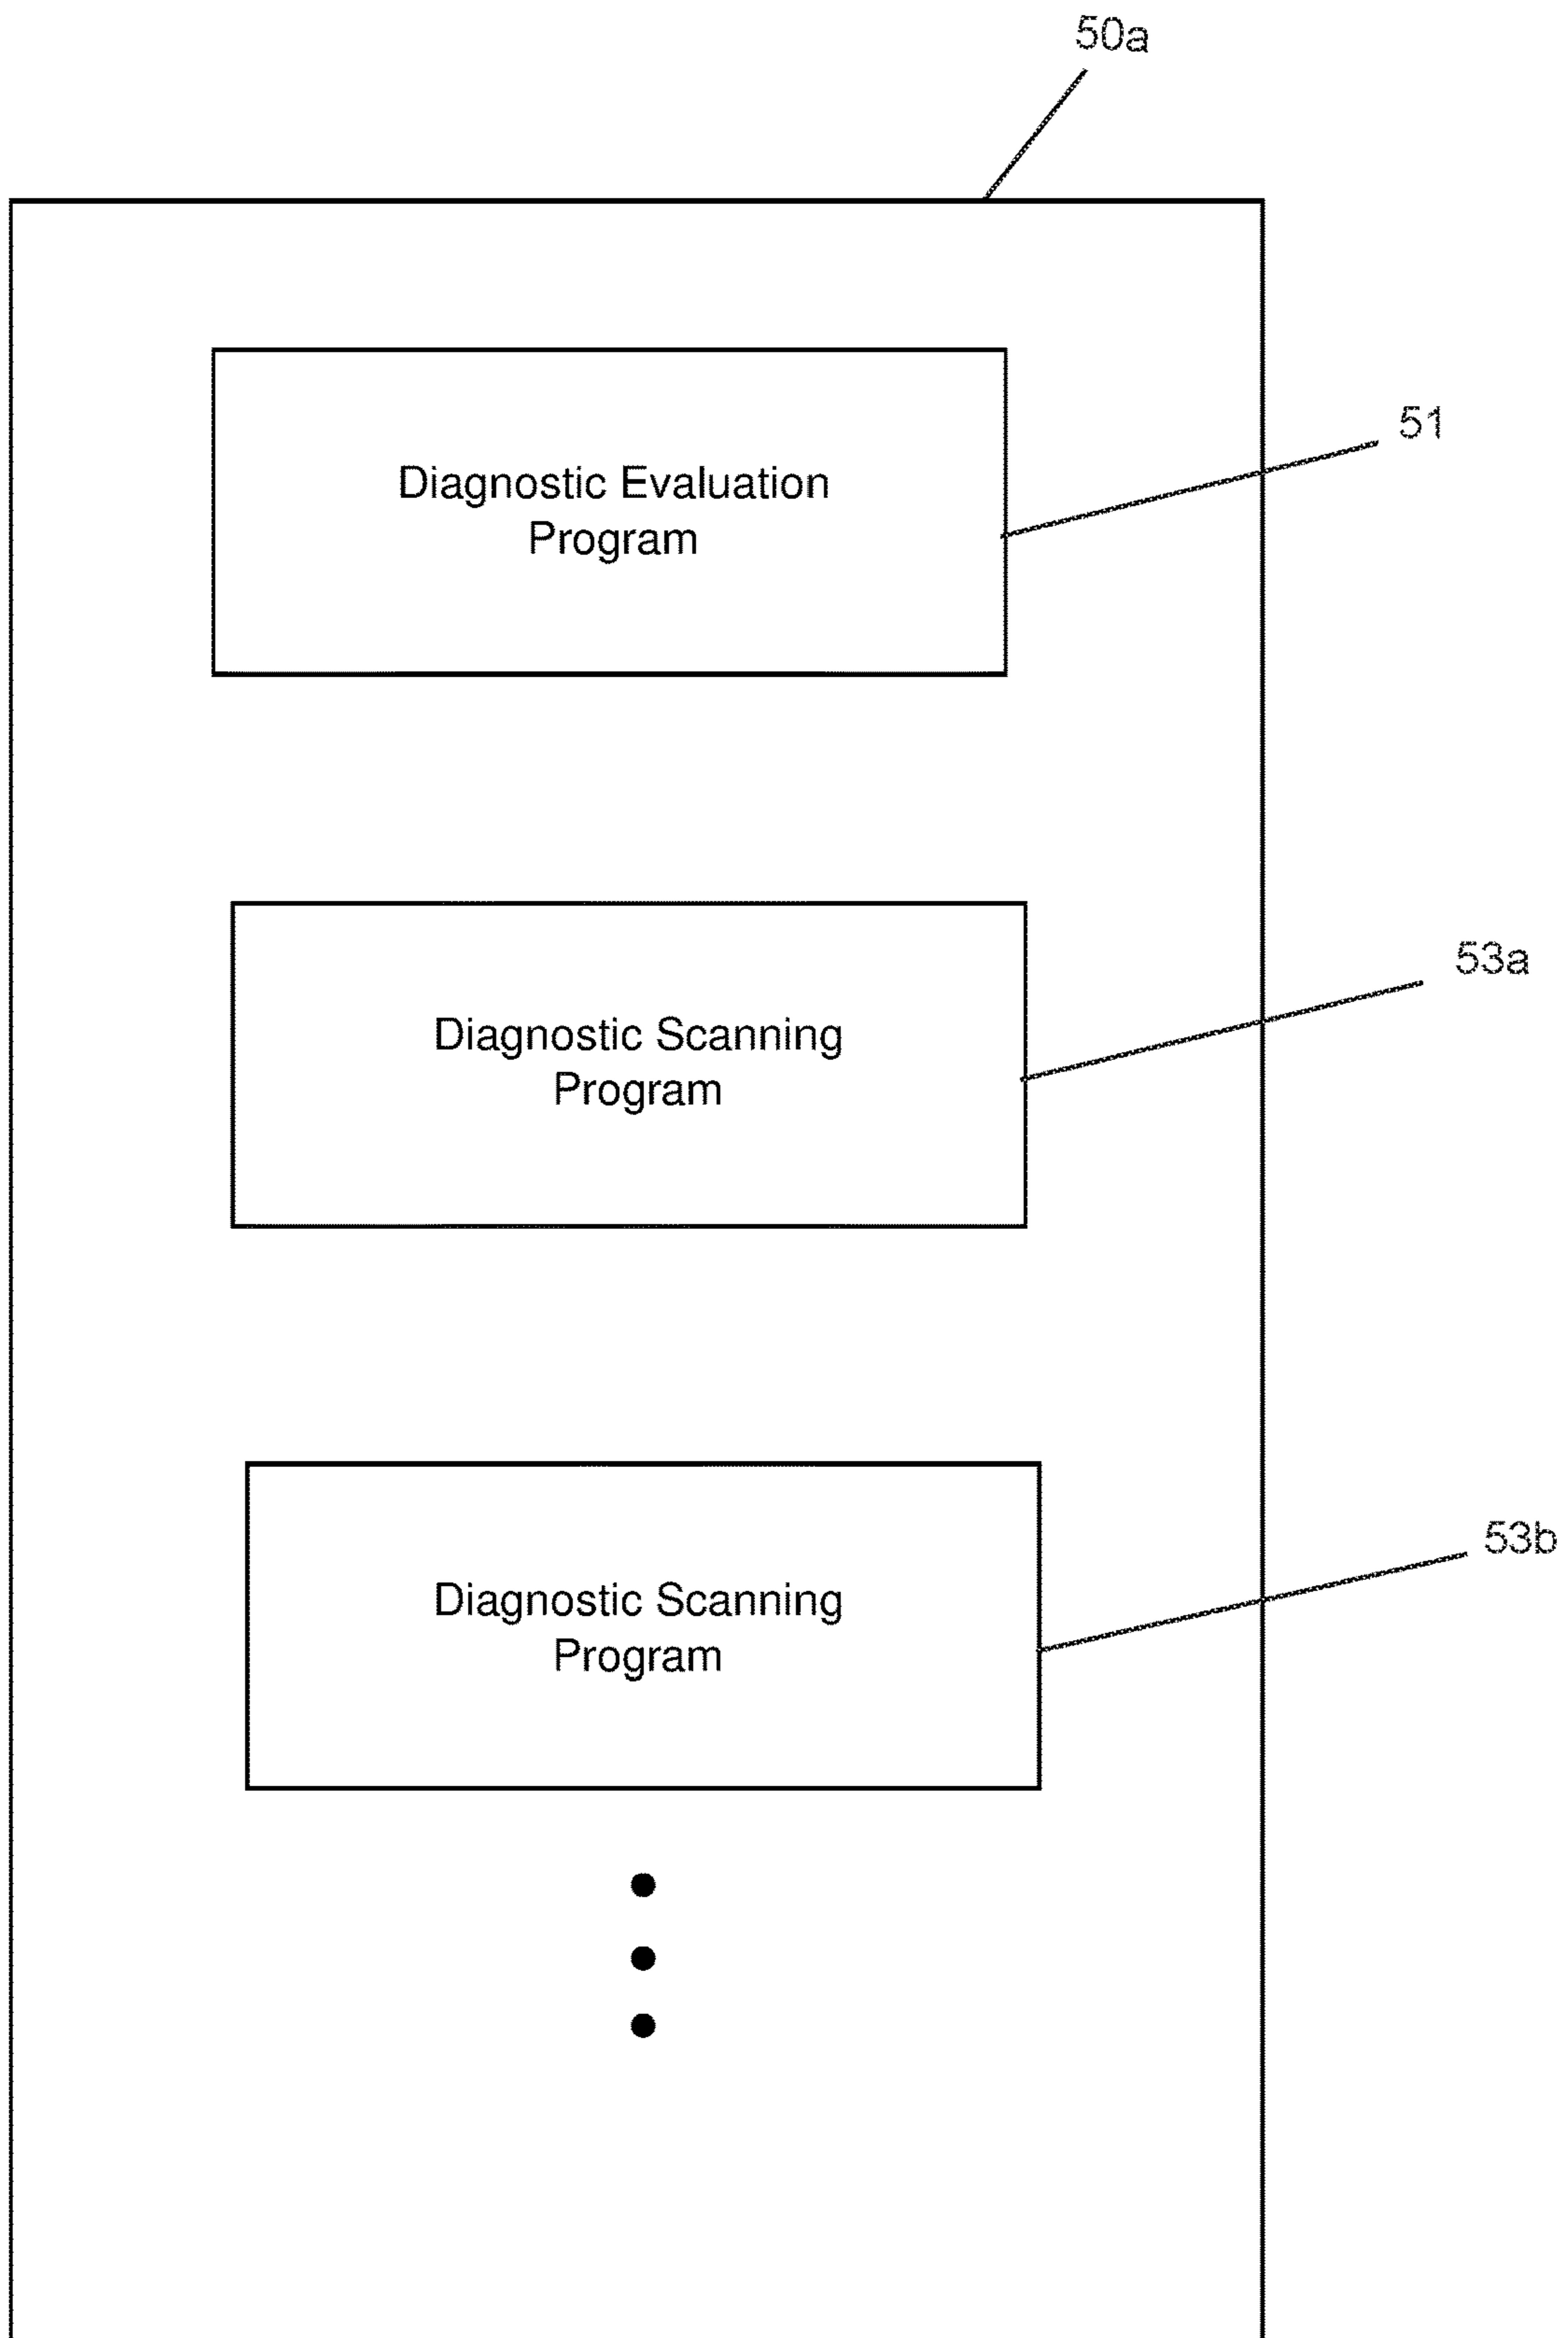 50a
Diagnostic Evaluation
Program
51
Diagnostic Scanning
Program
53a
Diagnostic Scanning
Program
53b